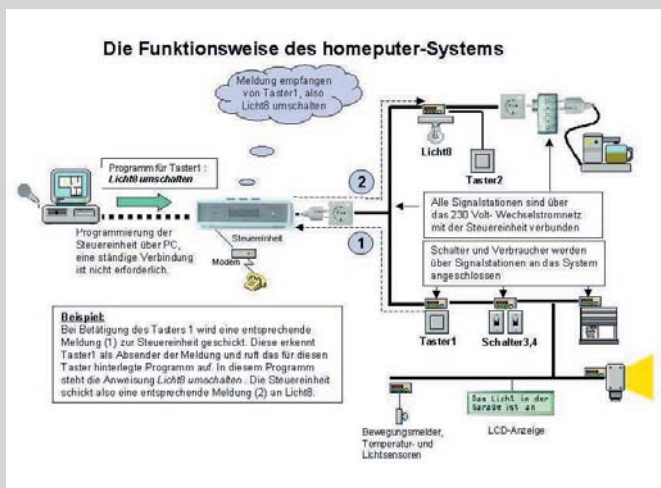 Die Funktionsweise des homeputer-Systems
Meldung empfangen
von Taster1, also
Licht8 umschalten
Licht8
Taster2
2
Programm für Taster1 :
Licht8 umschalten
Alle Signalstationen sind über
das 230 Volt- Wechselstromnetz
mit der Steuereinheit verbunden
Programmierung der
Steuereinheit über PC,
eine ständige Verbindung
ist nicht erforderlich.
Steuereinheit
1
Modem
Schalter und Verbraucher werden
über Signalstationen an das System
angeschlossen
Beispiel:
Bei Betätigung des Tasters 1 wird eine entsprechende
Meldung (1) zur Steuereinheit geschickt. Diese erkennt
Taster1 als Absender der Meldung und ruft das für diesen
Taster hinterlegte Programm auf. In diesem Programm
steht die Anweisung Licht8 umschalten . Die Steuereinheit
schickt also eine entsprechende Meldung (2) an Licht8.
Taster1
Schalter3,4
Das Licht in der
Garade ist an
Bewegungsmelder,
Temperatur- und
Lichtsensoren
LCD-Anzeige